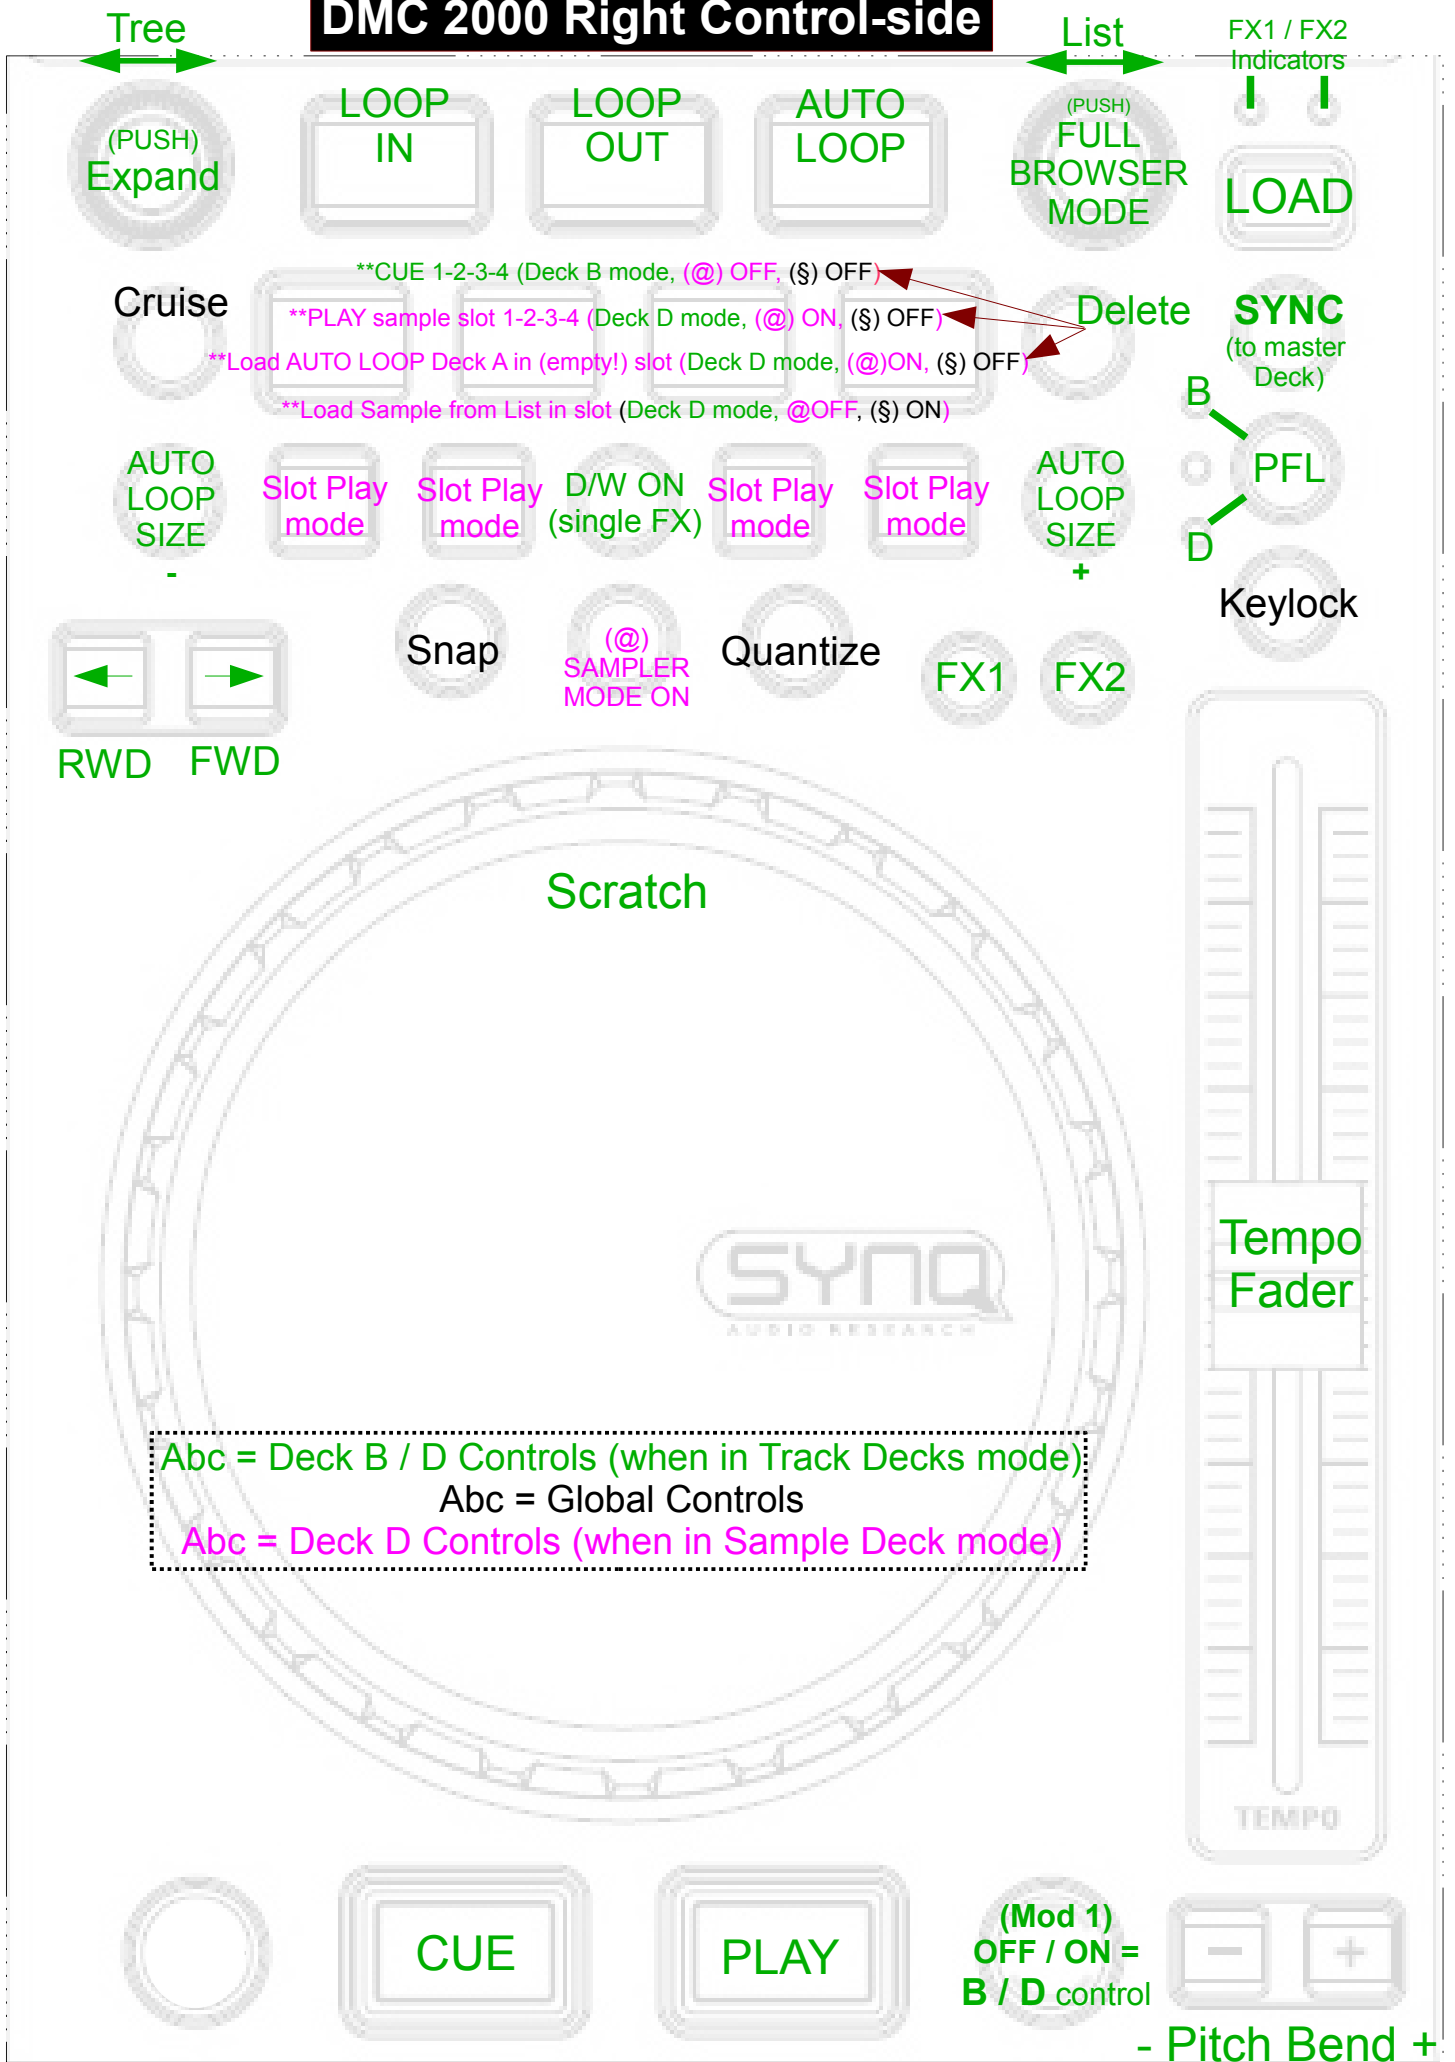 DMC 2000 Right Control-side
Tree
List
FX1 / FX2
Indicators
(PUSH)
Expand
LOOP
IN
LOOP
OUT
AUTO
LOOP
(PUSH)
FULL
BROWSER
MODE
LOAD
**CUE 1-2-3-4 (Deck B mode, (@) OFF, (§) OFF)
Cruise
**PLAY sample slot 1-2-3-4 (Deck D mode, (@) ON, (§) OFF)
Delete
SYNC
(to master
Deck)
**Load AUTO LOOP Deck A in (empty!) slot (Deck D mode, (@)ON, (§) OFF)
**Load Sample from List in slot (Deck D mode, @OFF, (§) ON)
B
PFL
D
AUTO
LOOP
SIZE
-
Slot Play
mode
Slot Play
mode
D/W ON
(single FX)
Slot Play
mode
Slot Play
mode
AUTO
LOOP
SIZE
+
Keylock
Snap
(@)
SAMPLER
MODE ON
Quantize
FX1
FX2
RWD
FWD
Scratch
SYNQ
AUDIO RESEARCH
Tempo
Fader
Abc = Deck B / D Controls (when in Track Decks mode)
Abc = Global Controls
Abc = Deck D Controls (when in Sample Deck mode)
TEMPO
CUE
PLAY
(Mod 1)
OFF / ON =
B / D control
- +
- Pitch Bend +